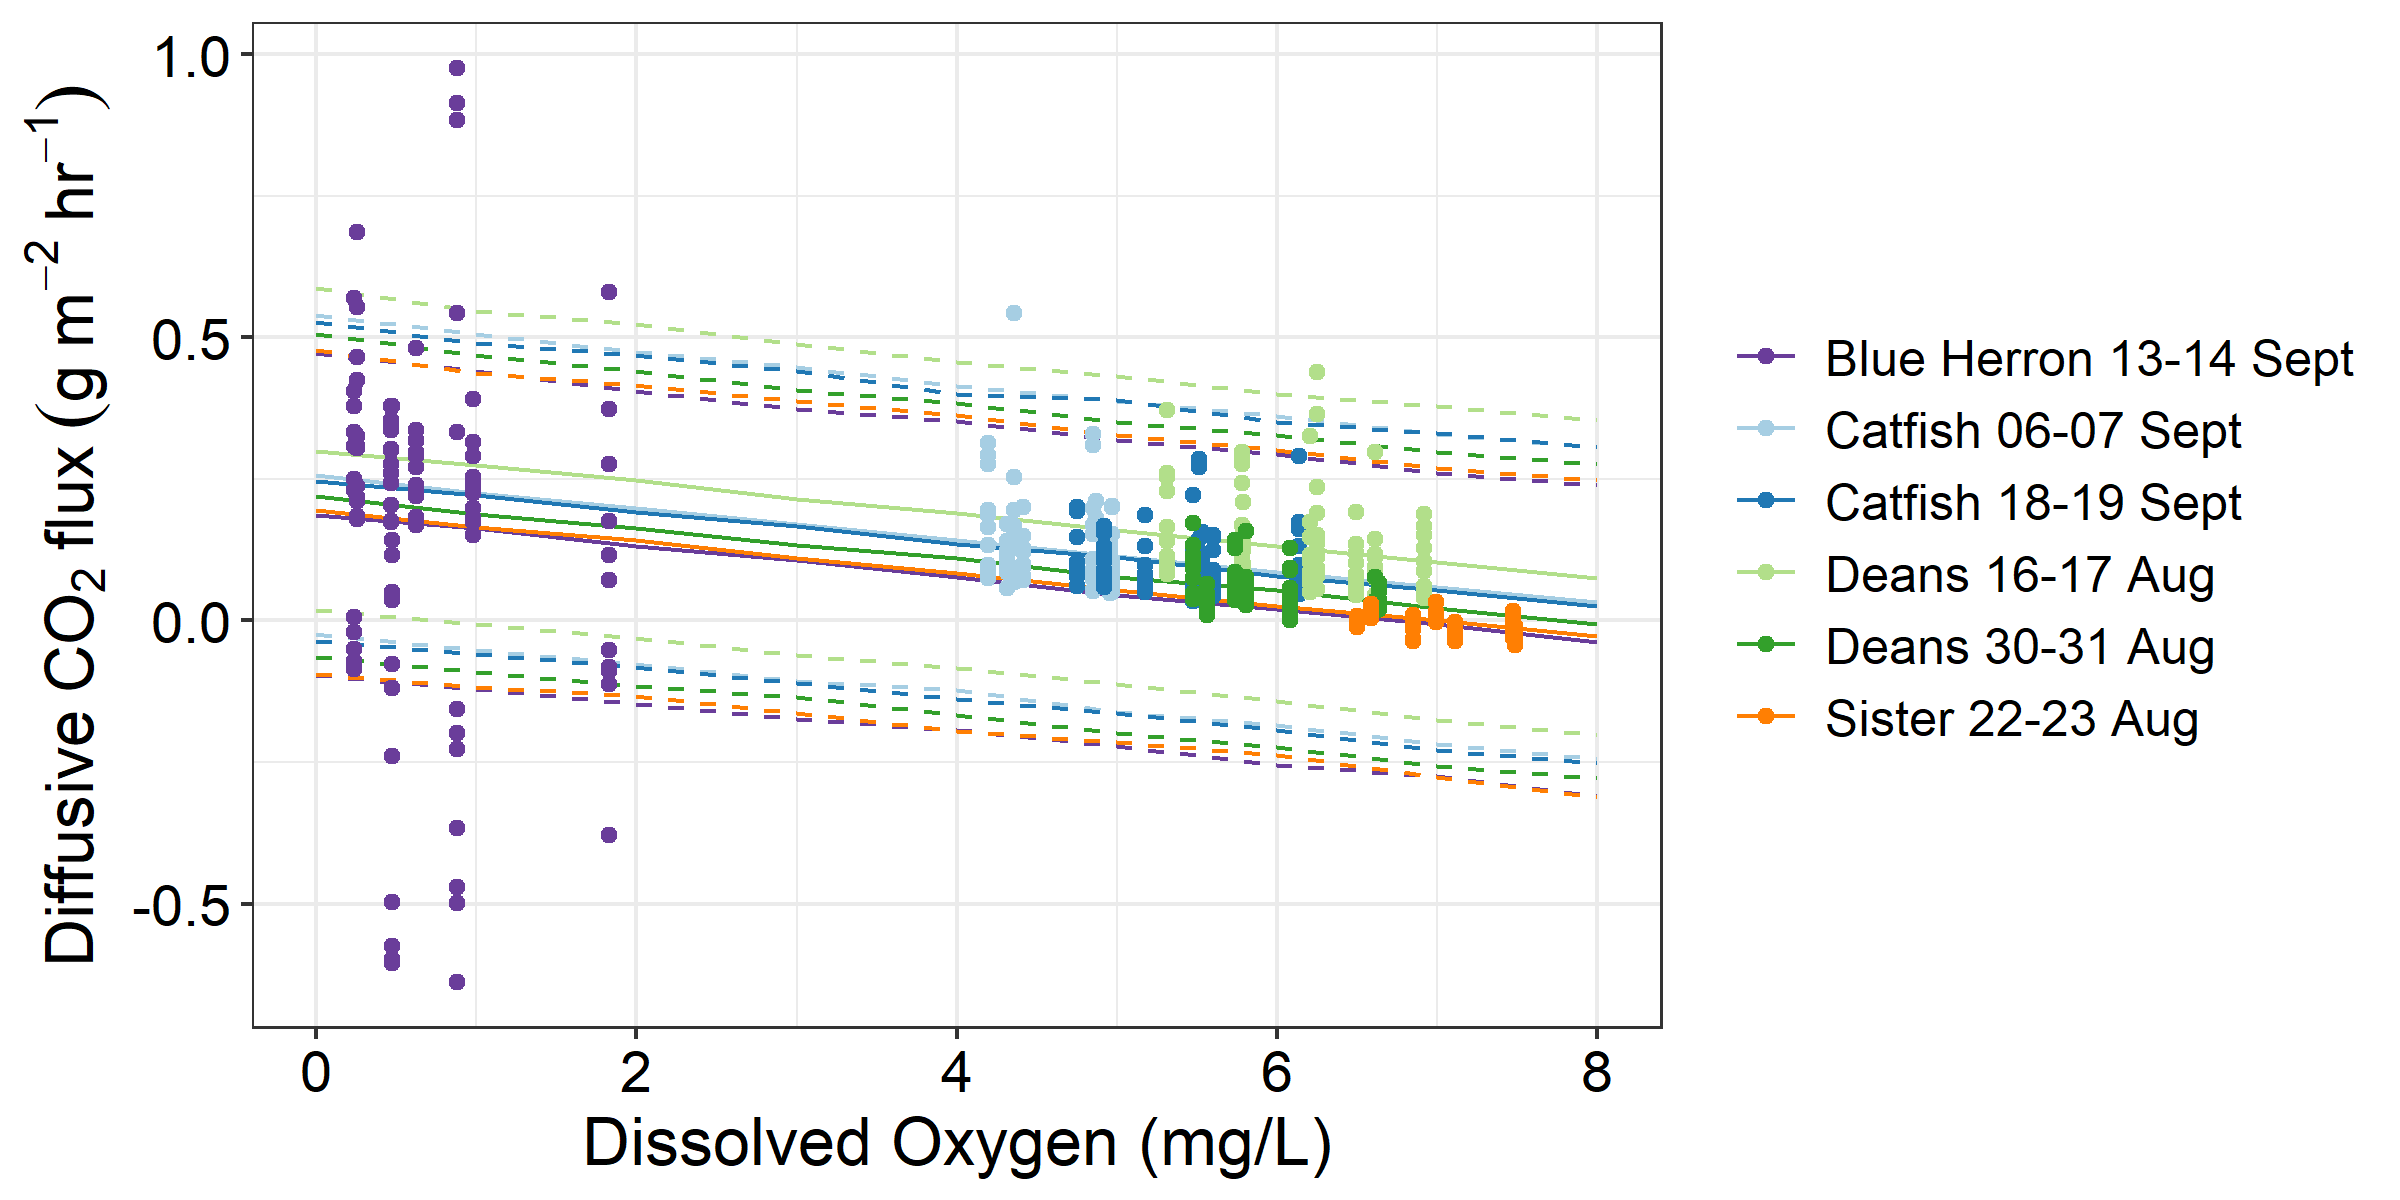 Diffusive CO₂ flux (g m⁻² hr⁻¹)
1.0
0.5
0.0
-0.5
0 2 4 6 8
Dissolved Oxygen (mg/L)
Blue Herron 13-14 Sept
Catfish 06-07 Sept
Catfish 18-19 Sept
Deans 16-17 Aug
Deans 30-31 Aug
Sister 22-23 Aug